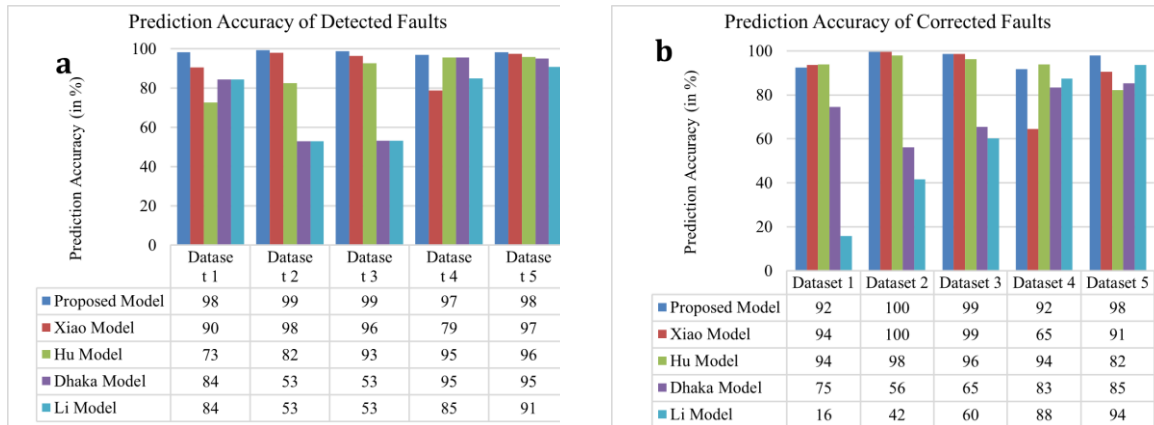 Prediction Accuracy of Detected Faults
a
Prediction Accuracy (in %)
100
80
60
40
20
0
Datase t 1 Datase t 2 Datase t 3 Datase t 4 Datase t 5
Proposed Model 98 99 99 97 98
Xiao Model 90 98 96 79 97
Hu Model 73 82 93 95 96
Dhaka Model 84 53 53 95 95
Li Model 84 53 53 85 91
Prediction Accuracy of Corrected Faults
b
Prediction Accuracy (in %)
100
80
60
40
20
0
Dataset 1 Dataset 2 Dataset 3 Dataset 4 Dataset 5
Proposed Model 92 100 99 92 98
Xiao Model 94 100 99 65 91
Hu Model 94 98 96 94 82
Dhaka Model 75 56 65 83 85
Li Model 16 42 60 88 94